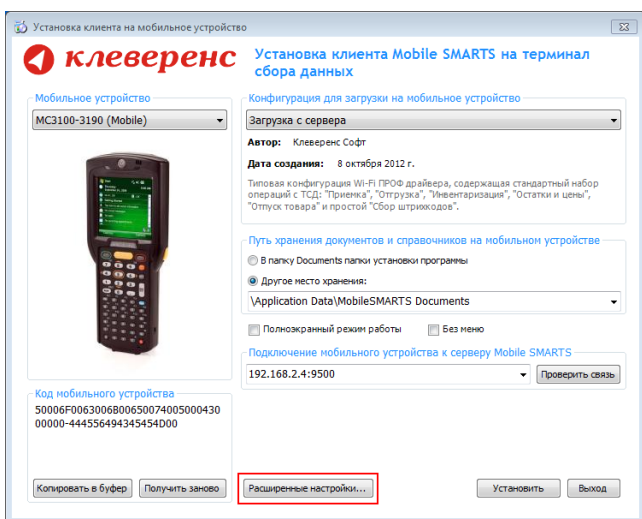 Установка клиента на мобильное устройство
клеверенс
Установка клиента Mobile SMARTS на терминал
сбора данных
Мобильное устройство
MC3100-3190 (Mobile)
Конфигурация для загрузки на мобильное устройство
Загрузка с сервера
Автор: Клеверенс Софт
Дата создания: 8 октября 2012 г.
Типовая конфигурация Wi-Fi ПРОФ драйвера, содержащая стандартный набор
операций с ТСД: "Приемка", "Отгрузка", "Инвентаризация", "Остатки и цены",
"Отпуск товара" и простой "Сбор штрихкодов".
Путь хранения документов и справочников на мобильном устройстве
В папку Documents папки установки программы
Другое место хранения:
\Application Data\MobileSMARTS Documents
Полноэкранный режим работы
Без меню
Подключение мобильного устройства к серверу Mobile SMARTS
192.168.2.4:9500
Проверить связь
Код мобильного устройства
50006F0063006B00650074005000430
00000-444556494345454D00
Копировать в буфер
Получить заново
Расширенные настройки...
Установить
Выход